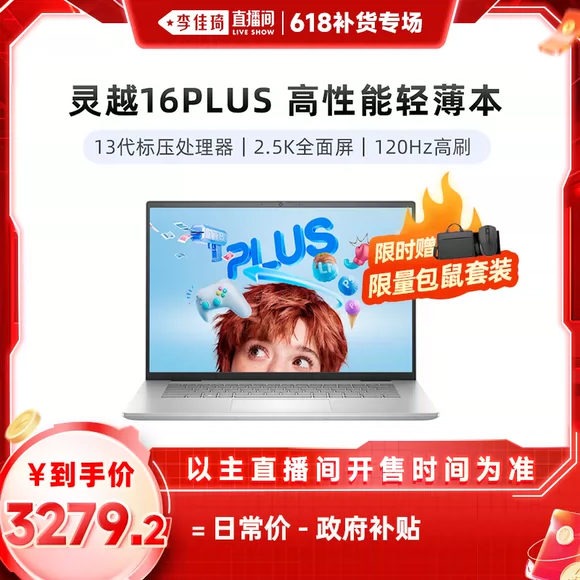 李佳琦 直播间 LIVE SHOW 618补货专场
灵越16PLUS 高性能轻薄本
13代标压处理器 | 2.5K全面屏 | 120Hz高刷
PLUS
限时赠
限量包鼠套装
¥到手价
3279.2
以主直播间开售时间为准
= 日常价 - 政府补贴